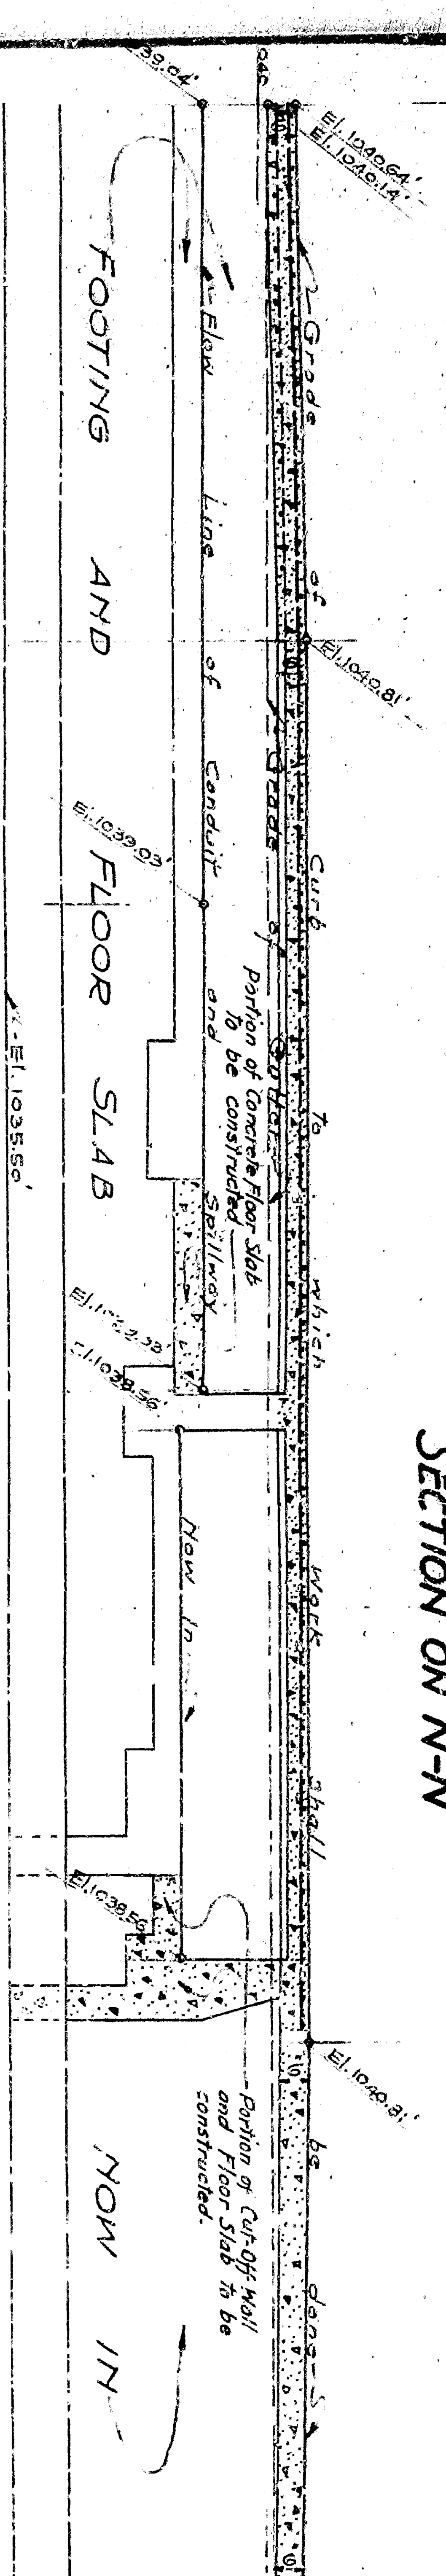 SECTION ON N-N
El. 1040.64'
El. 1040.14'
39.04'
Grade of Curb to which work shall be done-S
El. 1040.81'
El. 1040.81'
Grade of Gutter
Flow Line of Conduit and Spillway
El. 1039.03'
Portion of Concrete Floor Slab
to be constructed
El. 1038.56'
Now in
El. 1038.56'
Portion of Cut-Off Wall
and Floor Slab to be
constructed.
FOOTING AND FLOOR SLAB NOW IN
El. 1035.50'